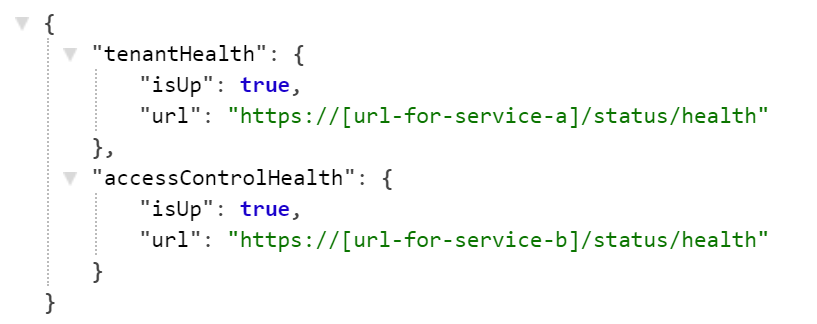 {
"tenantHealth": {
"isUp": true,
"url": "https://[url-for-service-a]/status/health"
},
"accessControlHealth": {
"isUp": true,
"url": "https://[url-for-service-b]/status/health"
}
}